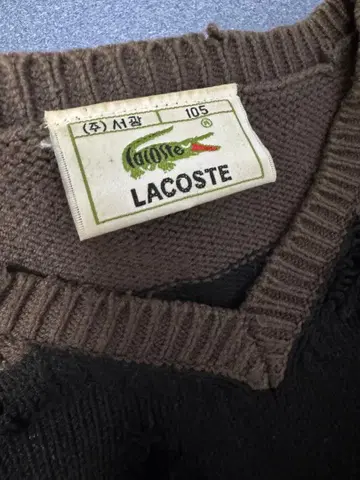 (주) 서광 105
Lacoste ®
LACOSTE